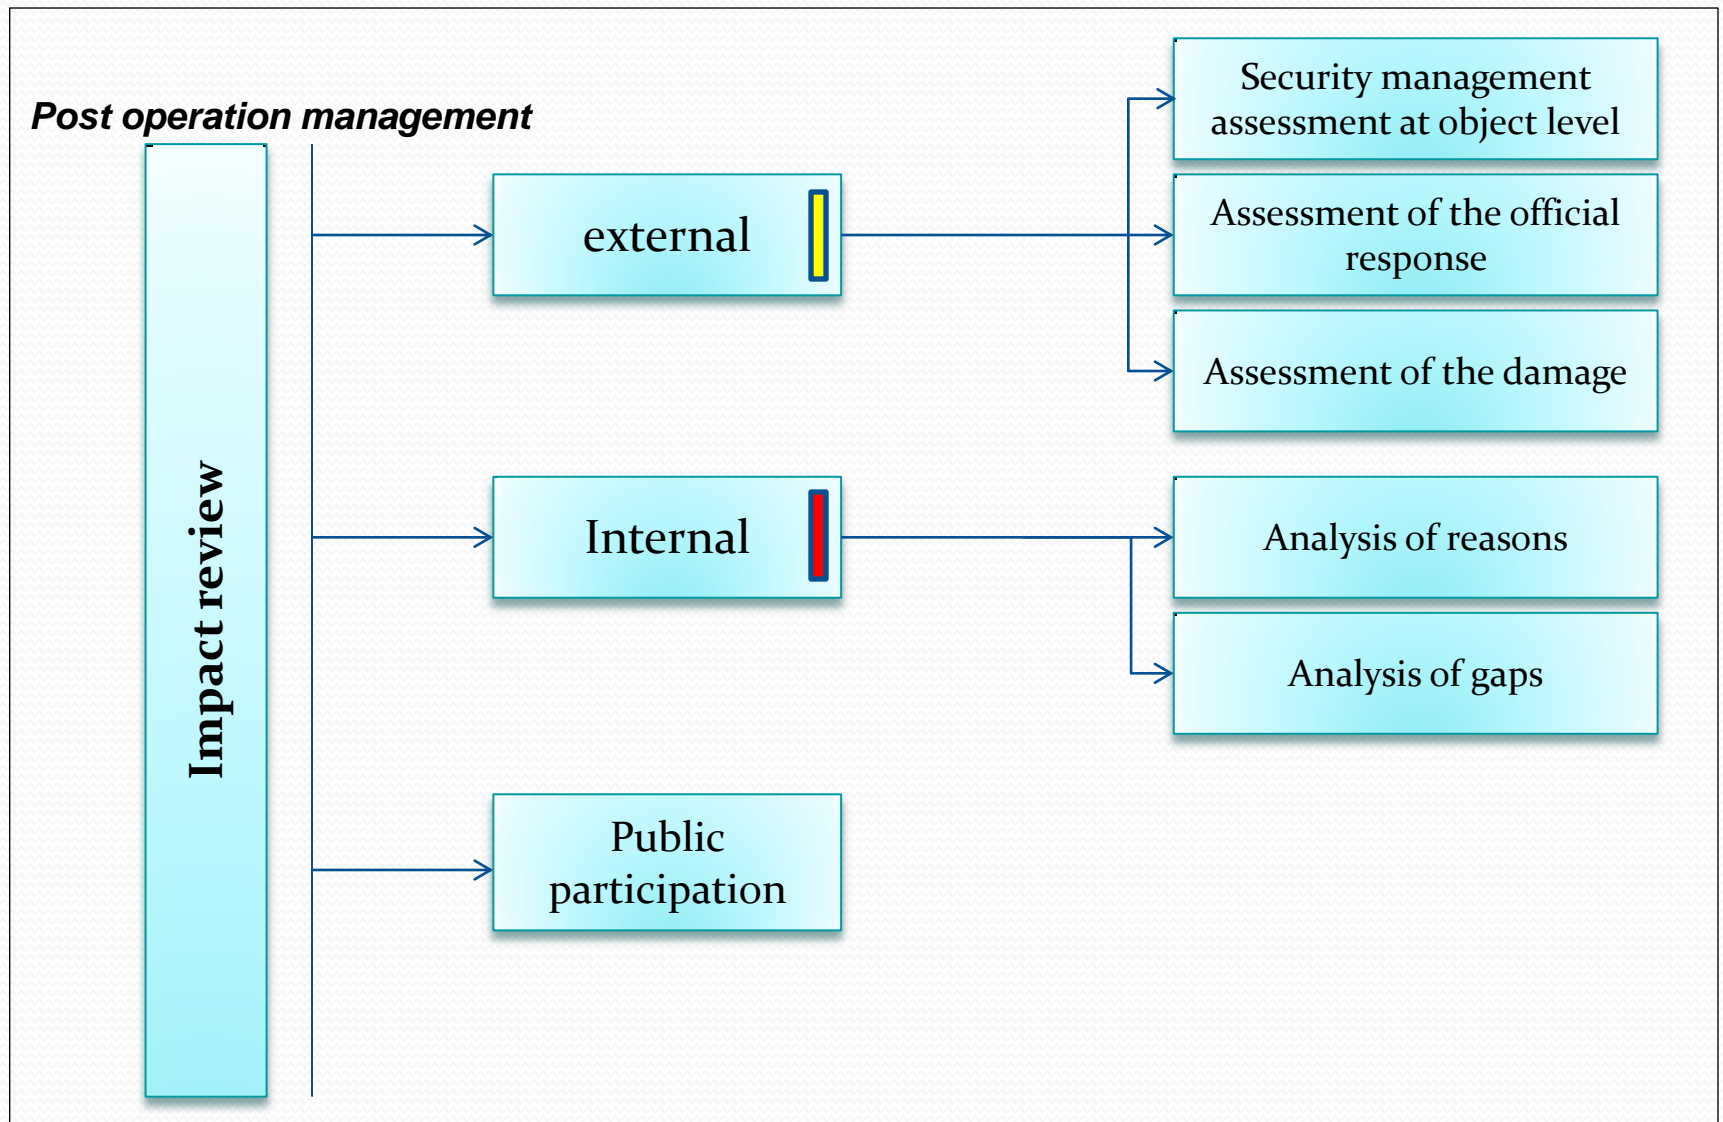 Post operation management
Impact review
external
Security management
assessment at object level
Assessment of the official
response
Assessment of the damage
Internal
Analysis of reasons
Analysis of gaps
Public
participation